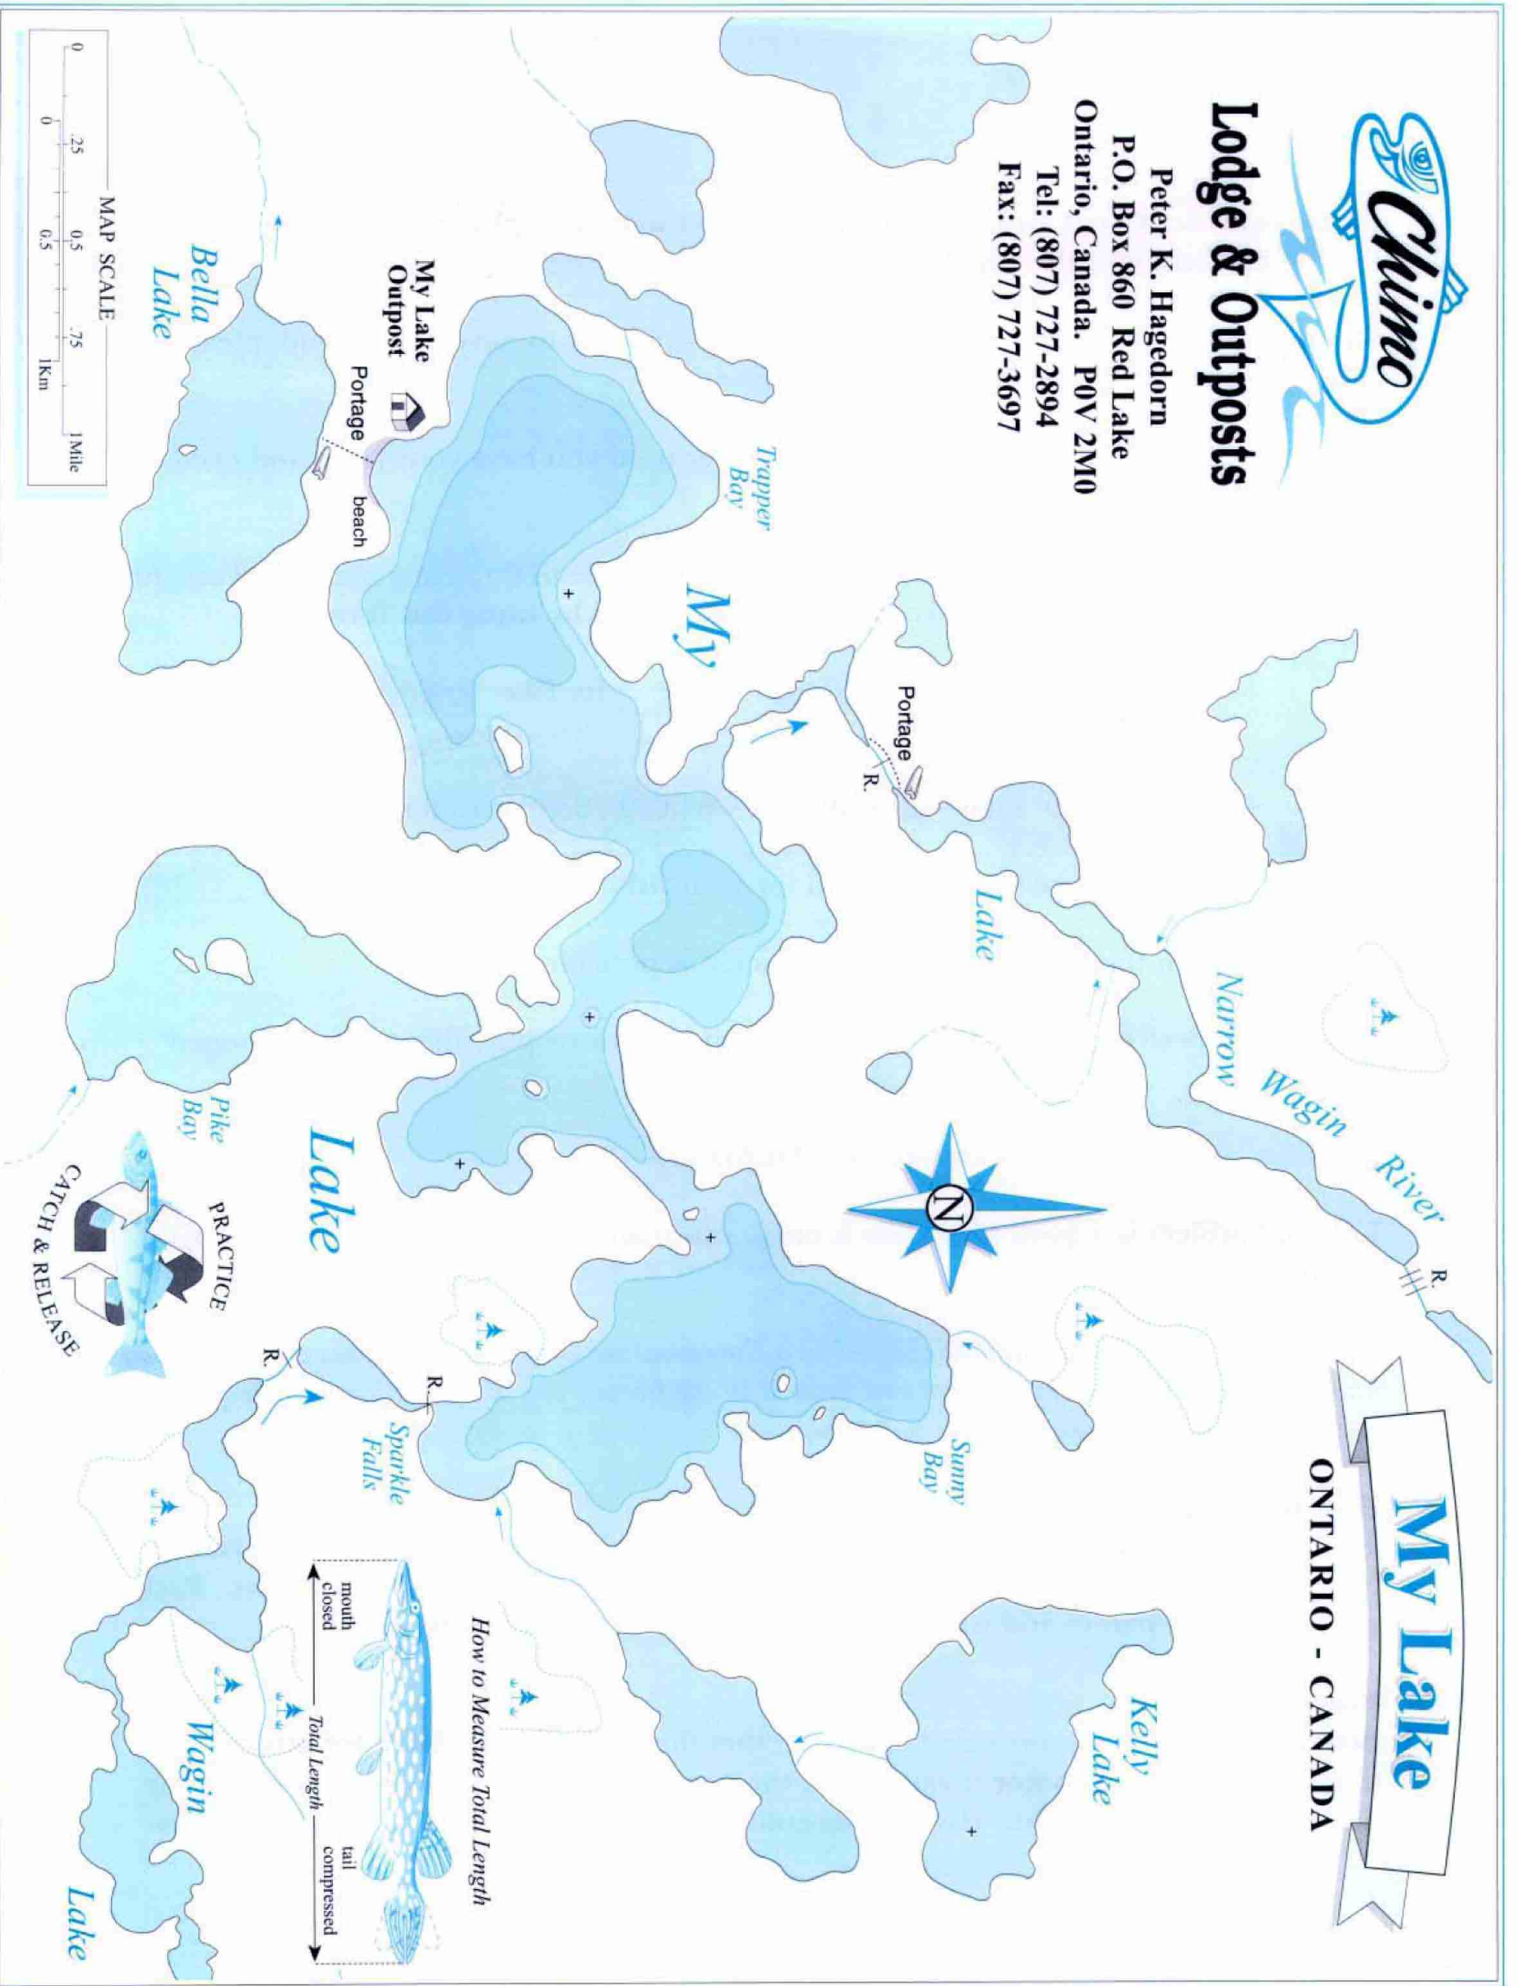 Chimo
Lodge & Outposts
Peter K. Hagedorn
P.O. Box 860 Red Lake
Ontario, Canada. P0V 2M0
Tel: (807) 727-2894
Fax: (807) 727-3697
My Lake
ONTARIO - CANADA
Wagin
River
R.
Narrow
Lake
Portage
R.
Kelly
Lake
N
Trapper
Bay
My
Lake
Sunny
Bay
My Lake
Outpost
Portage
beach
Bella
Lake
Sparkle
Falls
R.
R.
Pike
Bay
PRACTICE
CATCH & RELEASE
How to Measure Total Length
mouth
closed
Total Length
tail
compressed
Wagin
Lake
MAP SCALE
0 .25 0.5 .75 1Mile
0 0.5 1Km